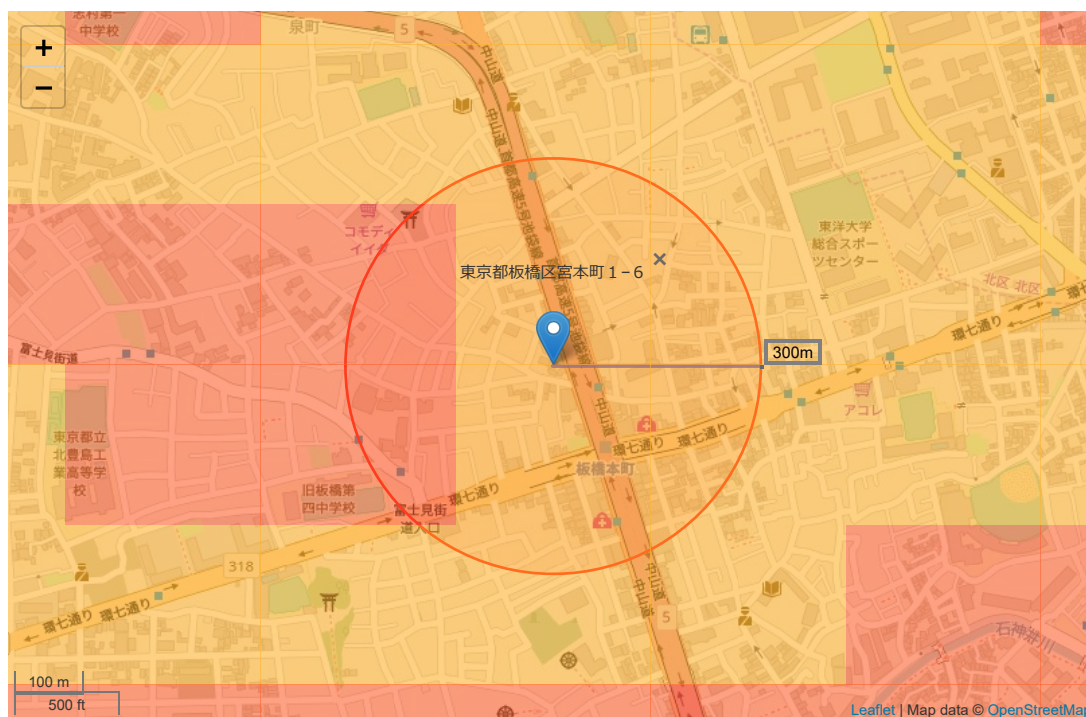 +
−
志村第一
中学校
泉町
5
中山道
中山道
首都高速5号池袋線
コモディ
イイダ
東洋大学
総合スポー
ツセンター
東京都板橋区宮本町１−６
北区 北区
環七通り
富士見街道
300m
アコレ
中山道
環七通り 環七通り
板橋本町
東京都立
北豊島工
業高等学
校
旧板橋第
四中学校
環七通り
富士見街
道入口
318
中山道
中山道
環七通り 環七通り
5
石神井川
100 m
500 ft
Leaflet | Map data © OpenStreetMap